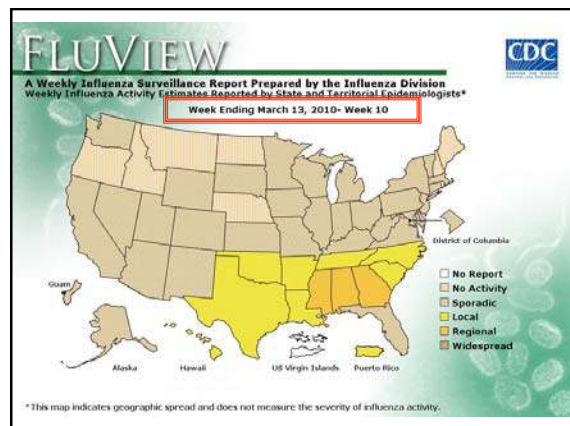 FLUVIEW
CDC
A Weekly Influenza Surveillance Report Prepared by the Influenza Division
Weekly Influenza Activity Estimates Reported by State and Territorial Epidemiologists*
Week Ending March 13, 2010- Week 10
District of Columbia
No Report
No Activity
Sporadic
Local
Regional
Widespread
Guam
Alaska
Hawaii
US Virgin Islands
Puerto Rico
*This map indicates geographic spread and does not measure the severity of influenza activity.